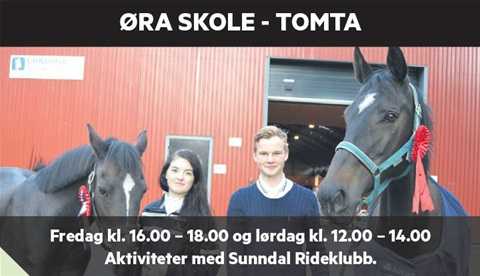 ØRA SKOLE - TOMTA
Fredag kl. 16.00 – 18.00 og lørdag kl. 12.00 – 14.00
Aktiviteter med Sunndal Rideklubb.